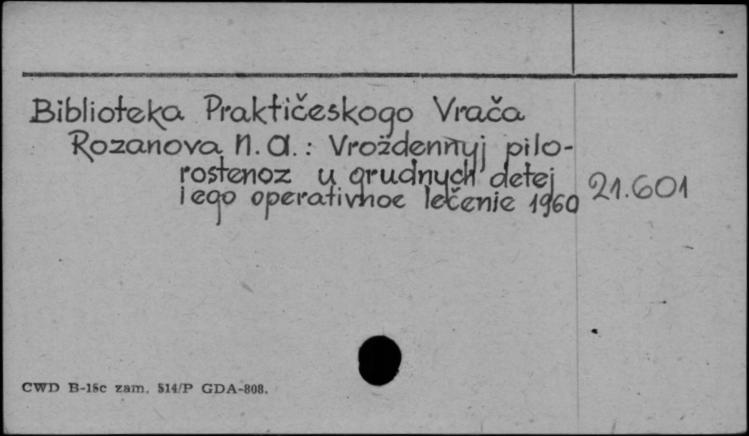 Biblioteka Praktičeskogo Vrača
Rozanova N. A. : Vroždennyj pilo-
rostenoz u grudnych detej
i ego operativnoe lečenie 1960
21.601
CWD B-18c zam. 814/P GDA-808.